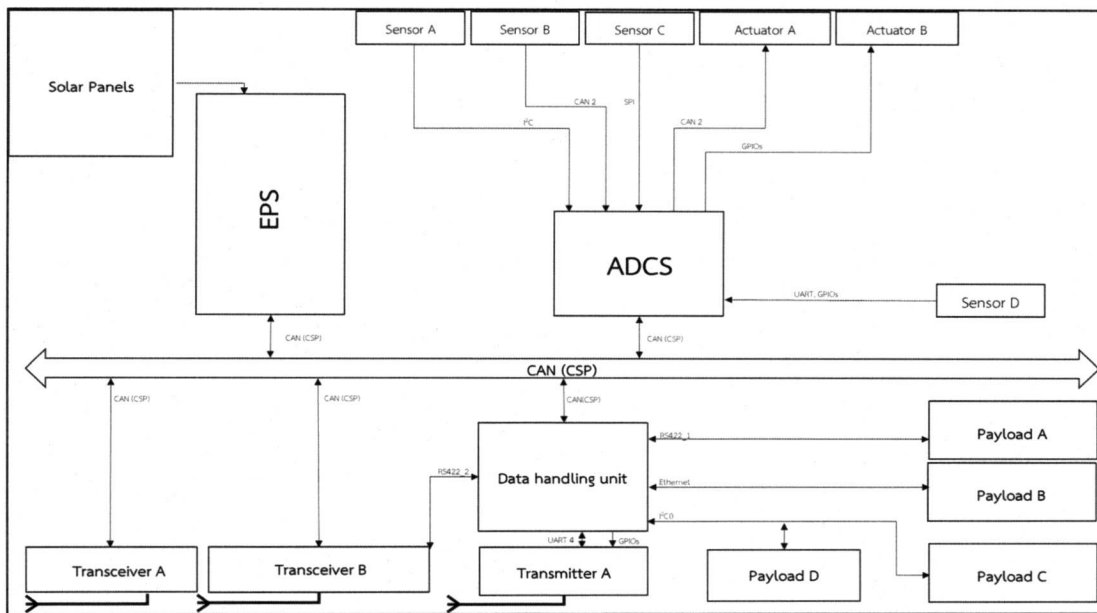 Sensor A
Sensor B
Sensor C
Actuator A
Actuator B
Solar Panels
EPS
CAN 2
SPI
I²C
CAN 2
GPIOs
ADCS
UART, GPIOs
Sensor D
CAN (CSP)
CAN (CSP)
CAN (CSP)
CAN (CSP)
CAN (CSP)
CAN(CSP)
Data handling unit
RS422_1
Payload A
RS422_2
Ethernet
Payload B
I²C0
UART 4
GPIOs
Transceiver A
Transceiver B
Transmitter A
Payload D
Payload C